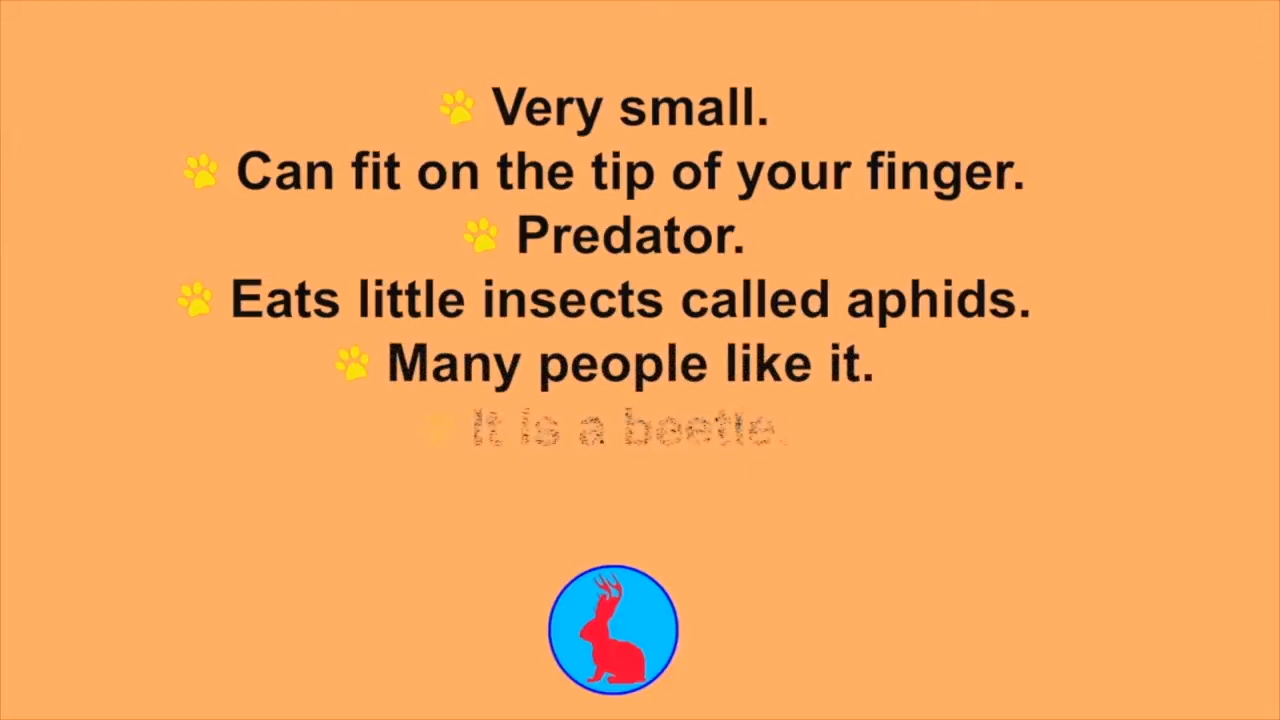 Very small.
Can fit on the tip of your finger.
Predator.
Eats little insects called aphids.
Many people like it.
It is a beetle.